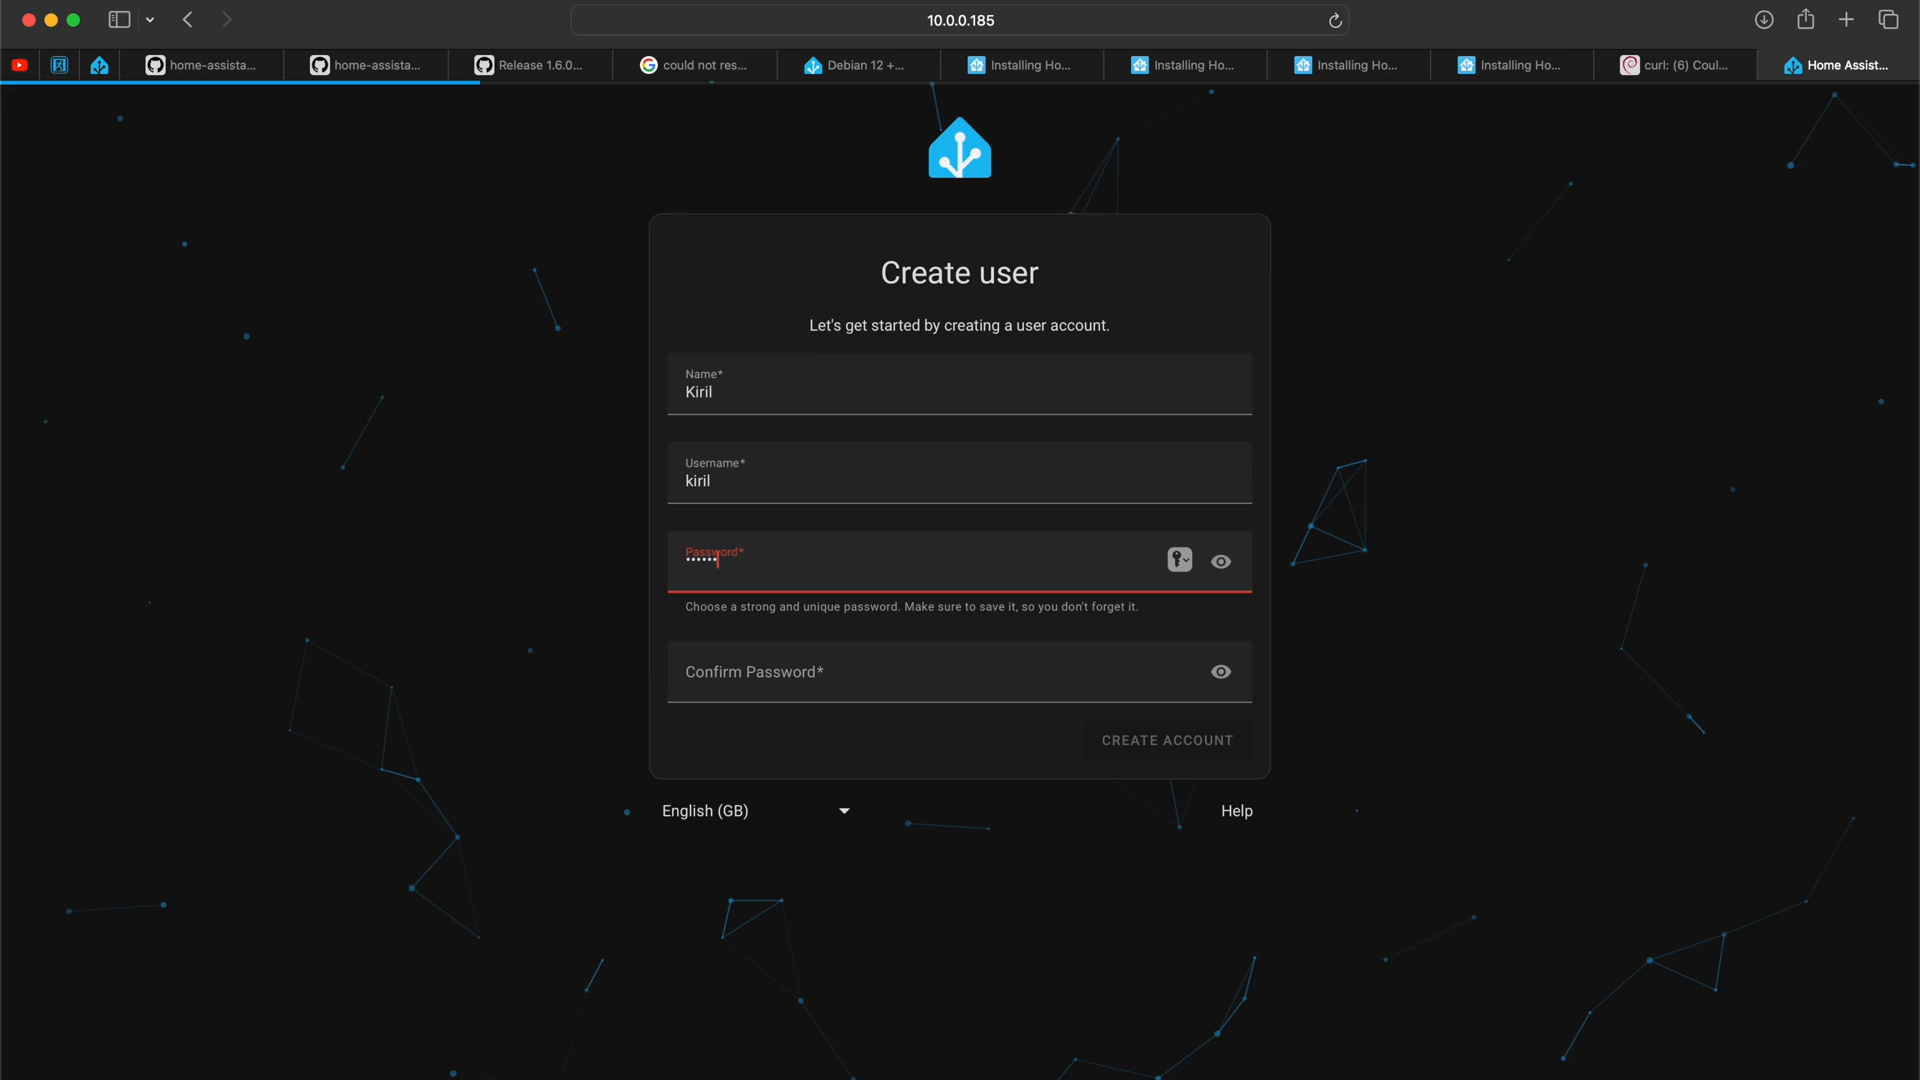 10.0.0.185
home-assista...
home-assista...
Release 1.6.0...
could not res...
Debian 12 +...
Installing Ho...
Installing Ho...
Installing Ho...
Installing Ho...
curl: (6) Coul...
Home Assist...
Create user
Let's get started by creating a user account.
Name*
Kiril
Username*
kiril
Password*
••••••
Choose a strong and unique password. Make sure to save it, so you don't forget it.
Confirm Password*
CREATE ACCOUNT
English (GB)
Help